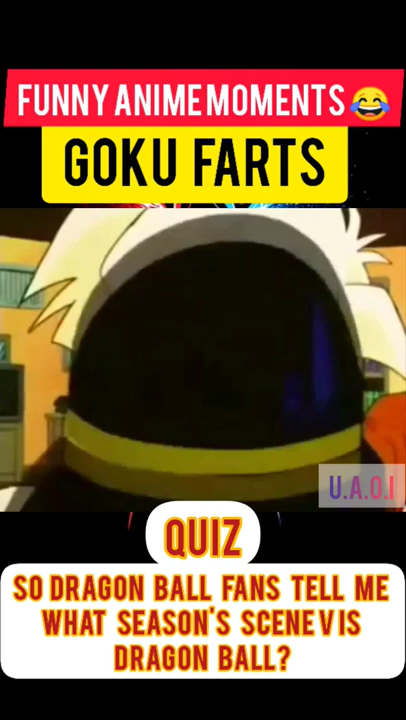 FUNNY ANIME MOMENTS 😂
GOKU FARTS
U.A.O.I
QUIZ
SO DRAGON BALL FANS TELL ME
WHAT SEASON'S SCENE V IS
DRAGON BALL?